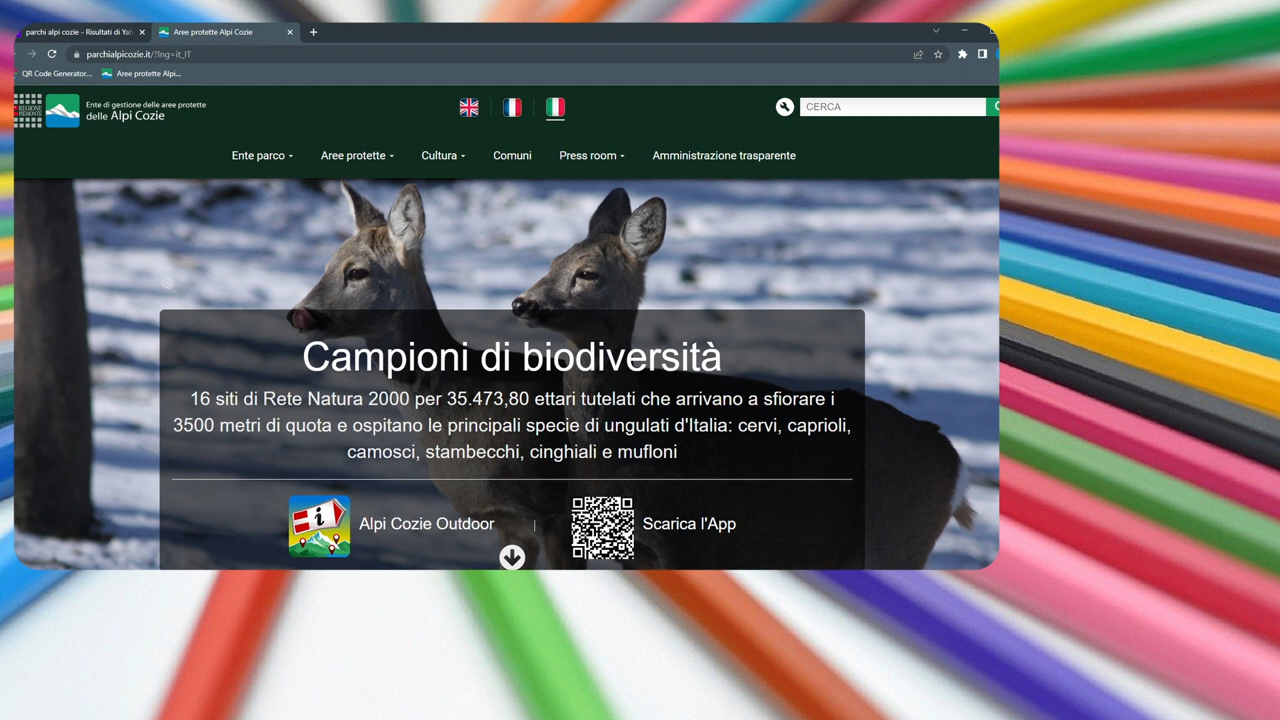 parchi alpi cozie - Risultati di Yah
Aree protette Alpi Cozie
parchialpicozie.it/?lng=it_IT
QR Code Generator...
Aree protette Alpi...
REGIONE
PIEMONTE
Ente di gestione delle aree protette
delle Alpi Cozie
CERCA
Ente parco
Aree protette
Cultura
Comuni
Press room
Amministrazione trasparente
Campioni di biodiversità
16 siti di Rete Natura 2000 per 35.473,80 ettari tutelati che arrivano a sfiorare i
3500 metri di quota e ospitano le principali specie di ungulati d'Italia: cervi, caprioli,
camosci, stambecchi, cinghiali e mufloni
i
Alpi Cozie Outdoor
|
Scarica l'App